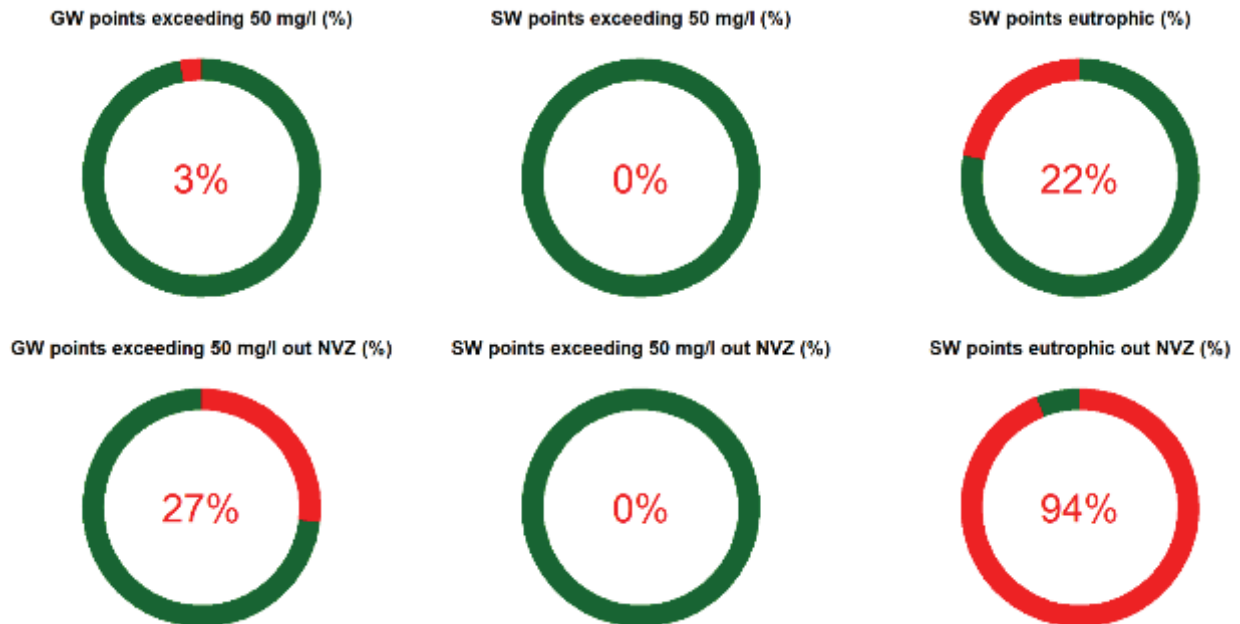 GW points exceeding 50 mg/l (%)
SW points exceeding 50 mg/l (%)
SW points eutrophic (%)
3%
0%
22%
GW points exceeding 50 mg/l out NVZ (%)
SW points exceeding 50 mg/l out NVZ (%)
SW points eutrophic out NVZ (%)
27%
0%
94%